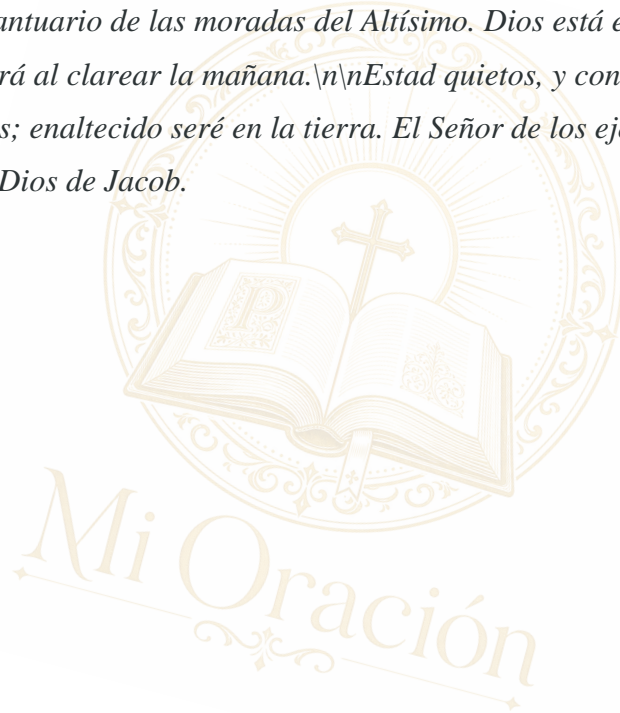 antuario de las moradas del Altísimo. Dios está e
rá al clarear la mañana.\n\nEstad quietos, y con
s; enaltecido seré en la tierra. El Señor de los eje
Dios de Jacob.
P
Mi Oración